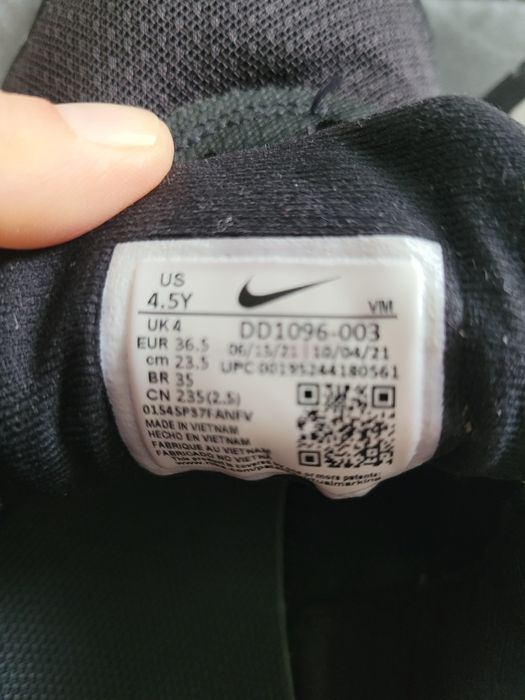 US
4.5Y
VM
UK 4
EUR 36.5
cm 23.5
BR 35
CN 235(2.5)
DD1096-003
06/15/21 10/04/21
UPC 00195244180561
MADE IN VIETNAM
HECHO EN VIETNAM
FABRIQUE AU VIETNAM
FABRICADO NO VIETNAM